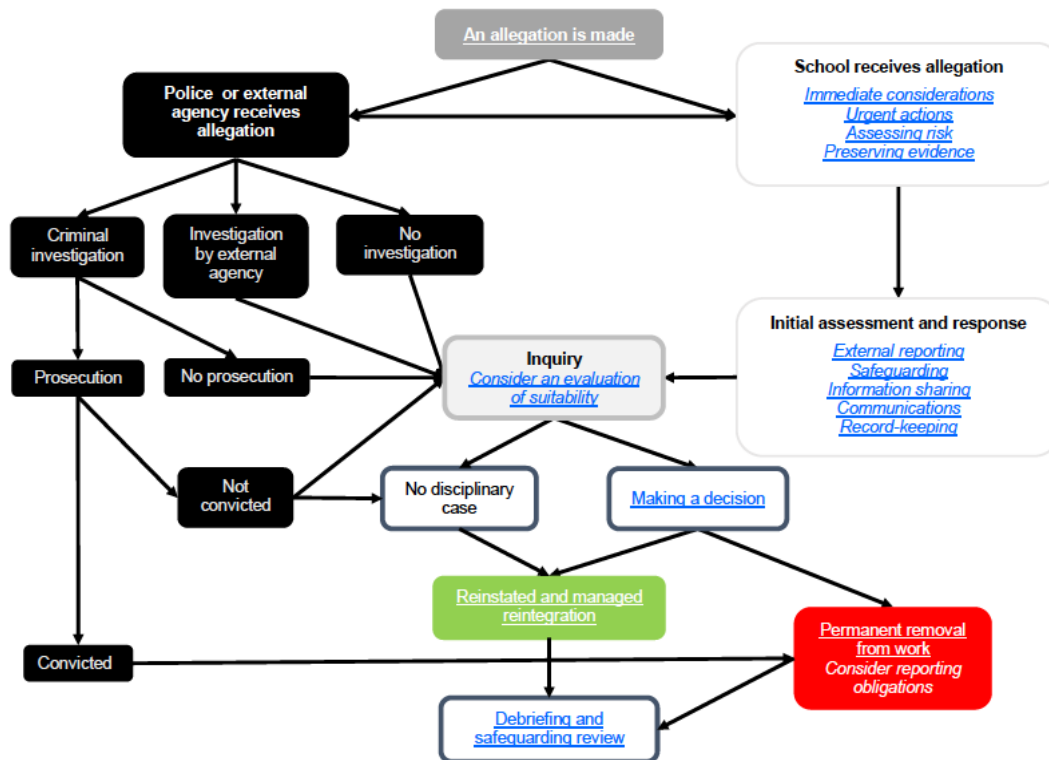 An allegation is made
Police or external
agency receives
allegation
School receives allegation
Immediate considerations
Urgent actions
Assessing risk
Preserving evidence
Criminal
investigation
Investigation
by external
agency
No
investigation
Initial assessment and response
External reporting
Safeguarding
Information sharing
Communications
Record-keeping
Prosecution
No prosecution
Inquiry
Consider an evaluation
of suitability
Not
convicted
No disciplinary
case
Making a decision
Reinstated and managed
reintegration
Convicted
Permanent removal
from work
Consider reporting
obligations
Debriefing and
safeguarding review